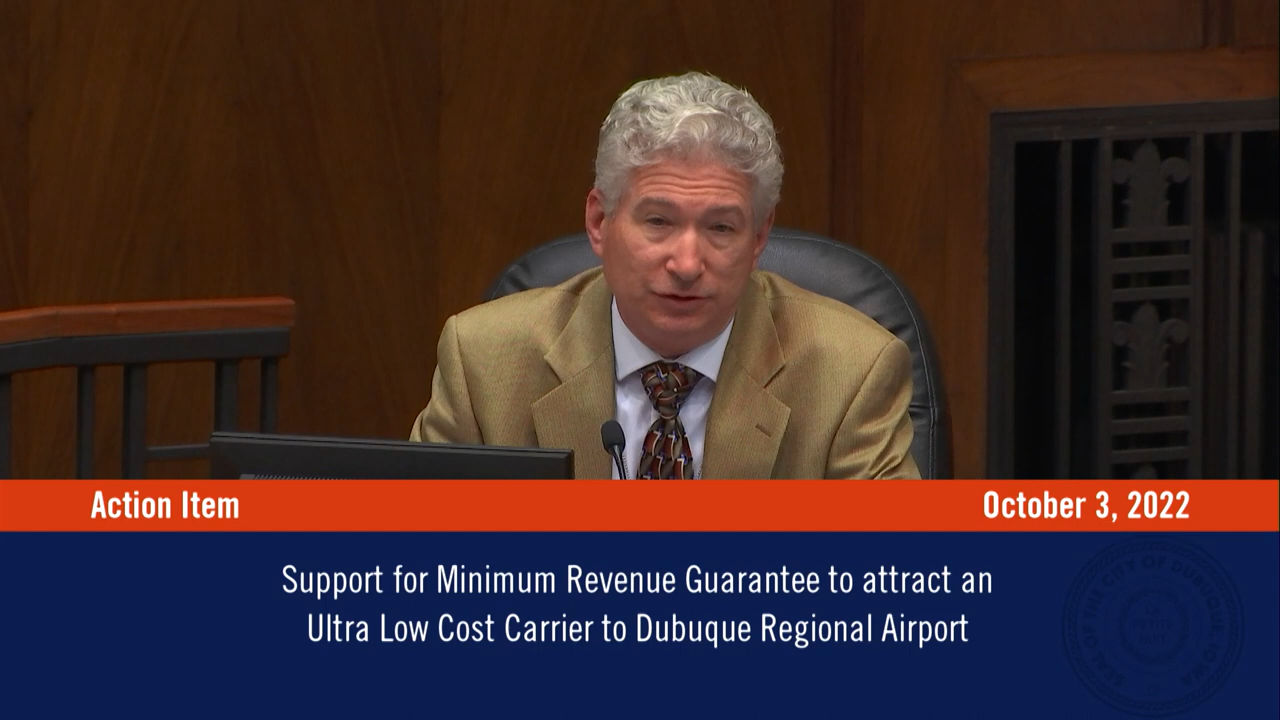 Action Item
October 3, 2022
Support for Minimum Revenue Guarantee to attract an
Ultra Low Cost Carrier to Dubuque Regional Airport